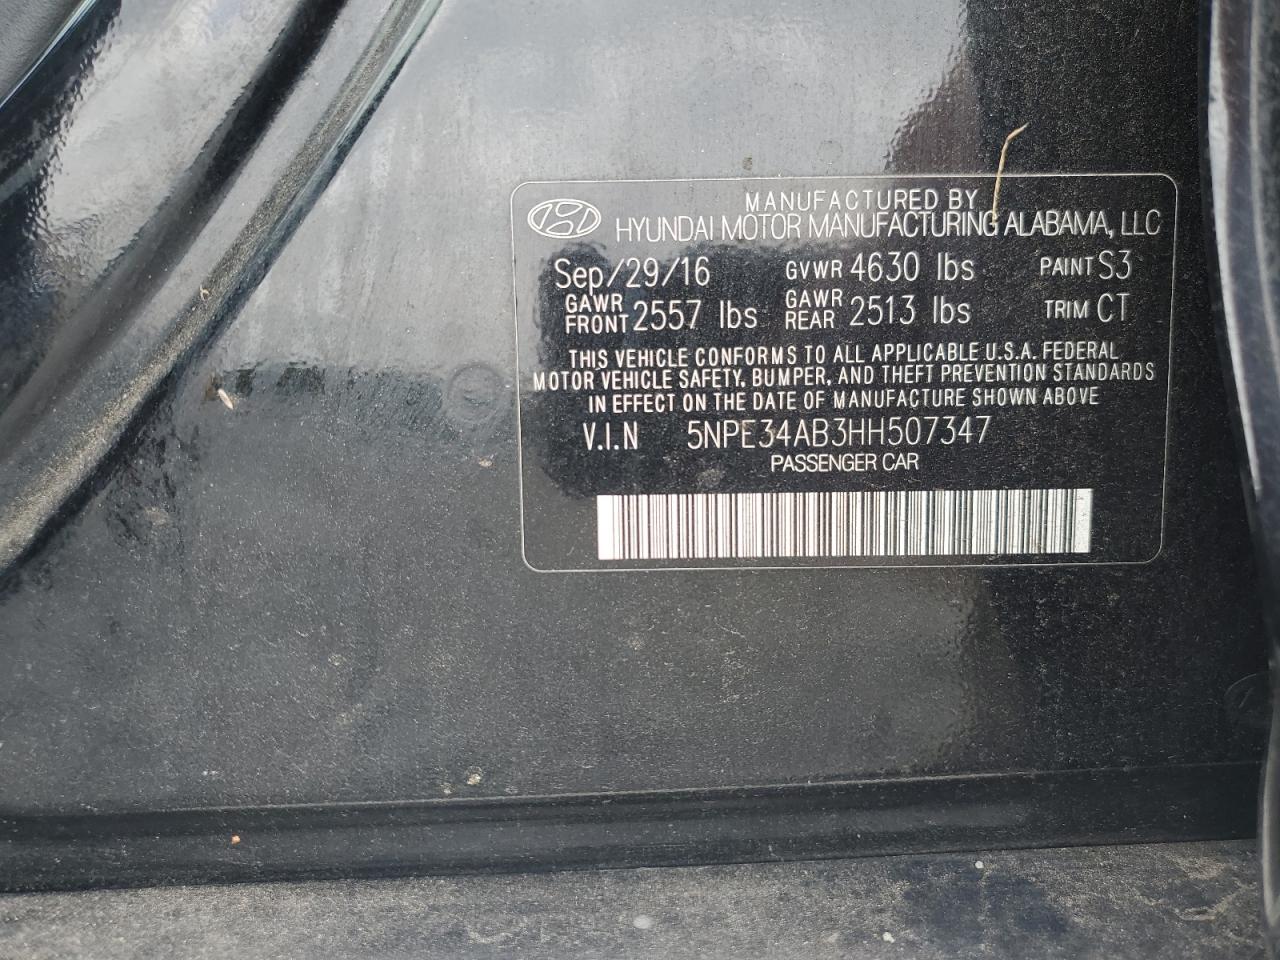 MANUFACTURED BY
HYUNDAI MOTOR MANUFACTURING ALABAMA, LLC
Sep/29/16 GVWR 4630 lbs PAINT S3
GAWR FRONT 2557 lbs GAWR REAR 2513 lbs TRIM CT
THIS VEHICLE CONFORMS TO ALL APPLICABLE U.S.A. FEDERAL
MOTOR VEHICLE SAFETY, BUMPER, AND THEFT PREVENTION STANDARDS
IN EFFECT ON THE DATE OF MANUFACTURE SHOWN ABOVE
V.I.N 5NPE34AB3HH507347
PASSENGER CAR